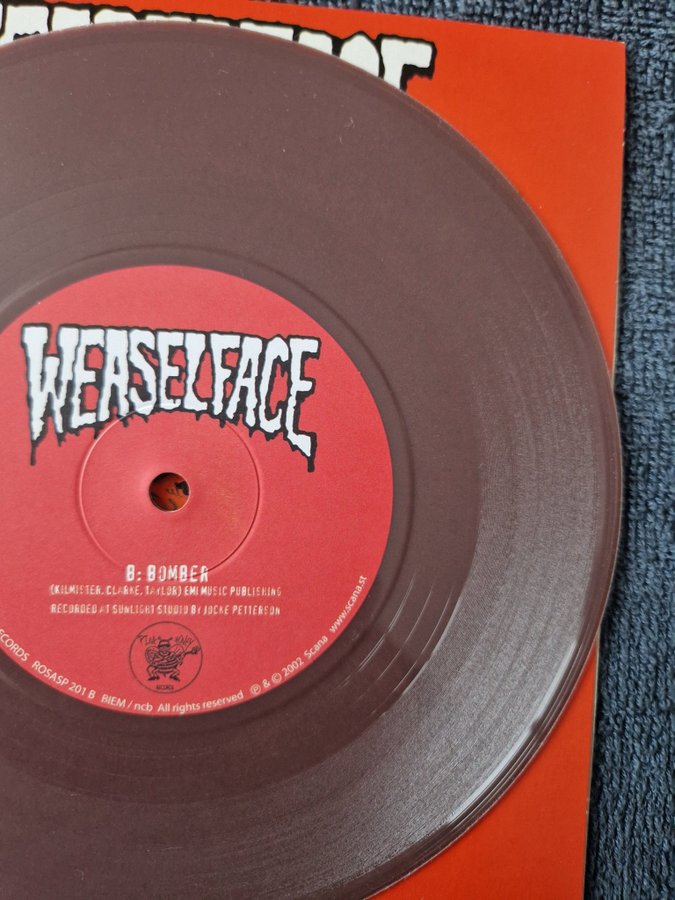 WEASELFACE
B: BOMBER
(KILMISTER, CLARKE, TAYLOR) EMI MUSIC PUBLISHING
RECORDED AT SUNLIGHT STUDIO BY JOCKE PETTERSON
ECORDS ROSASP 201 B BIEM / ncb All rights reserved ℗ & © 2002 Scana www.scana.st